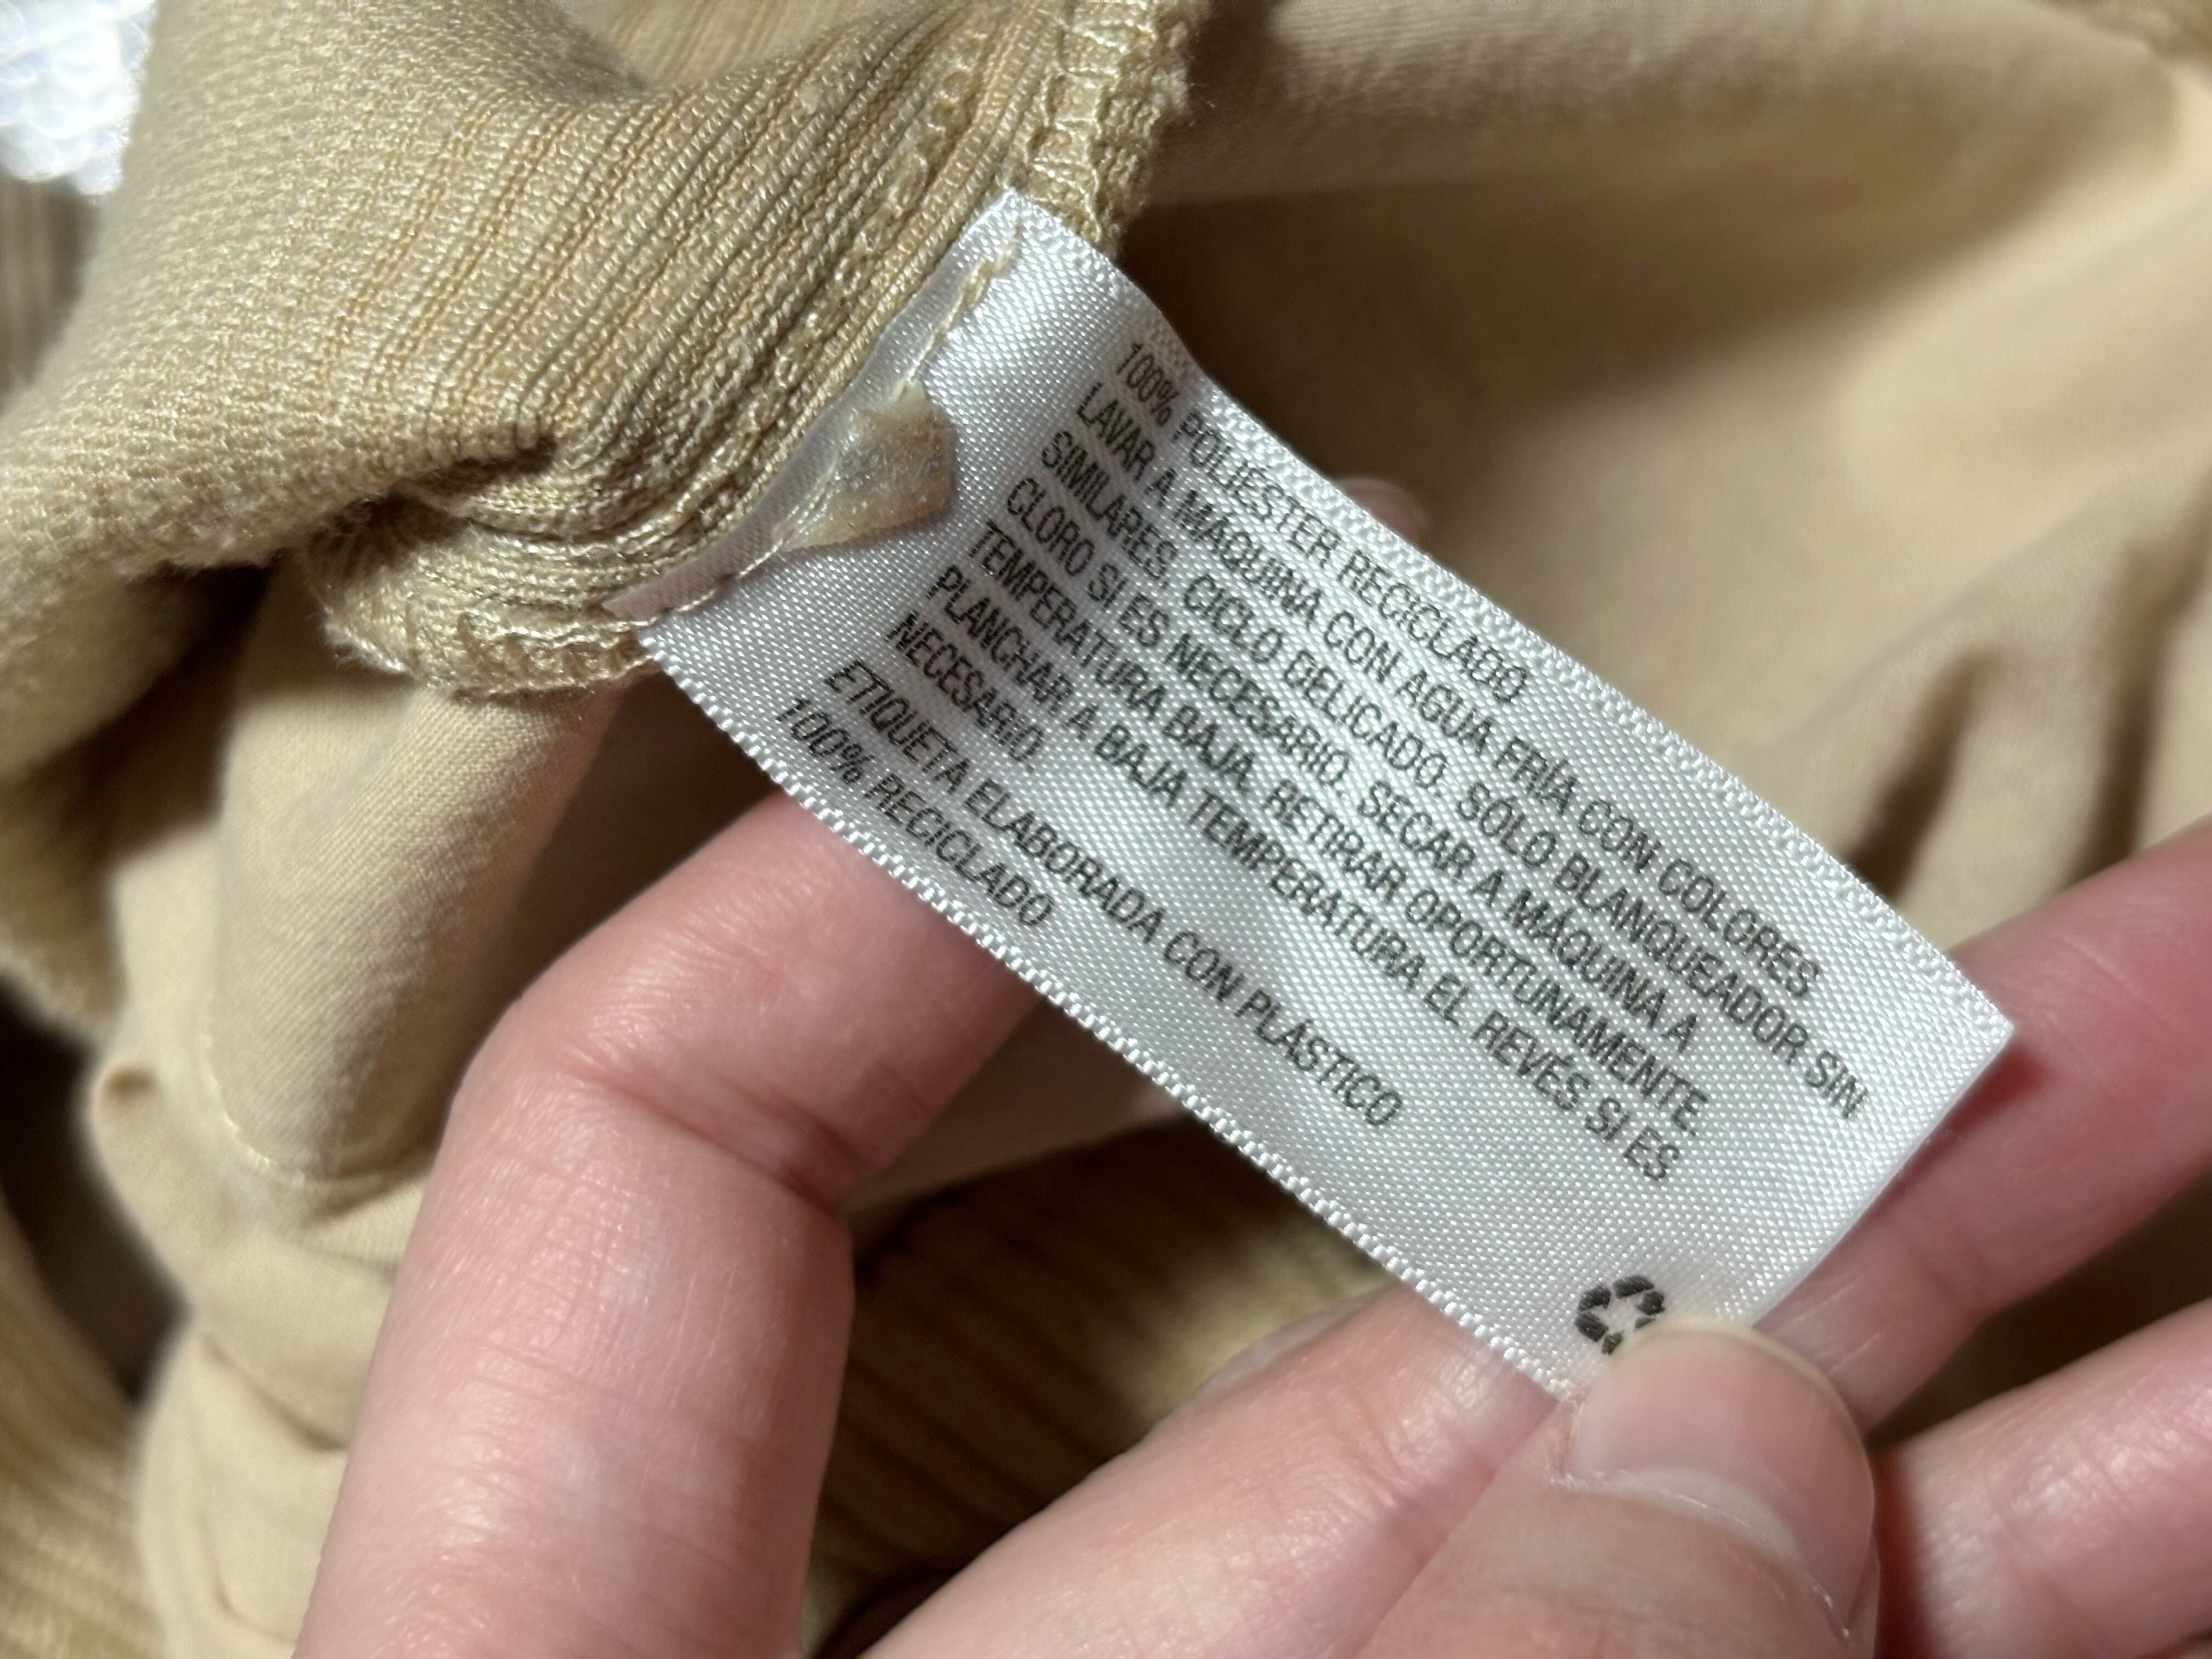 100% POLIÉSTER RECICLADO
LAVAR A MÁQUINA CON AGUA FRÍA CON COLORES
SIMILARES, CICLO DELICADO. SÓLO BLANQUEADOR SIN
CLORO SI ES NECESARIO. SECAR A MÁQUINA A
TEMPERATURA BAJA, RETIRAR OPORTUNAMENTE
PLANCHAR A BAJA TEMPERATURA EL REVÉS SI ES
NECESARIO.
ETIQUETA ELABORADA CON PLÁSTICO
100% RECICLADO